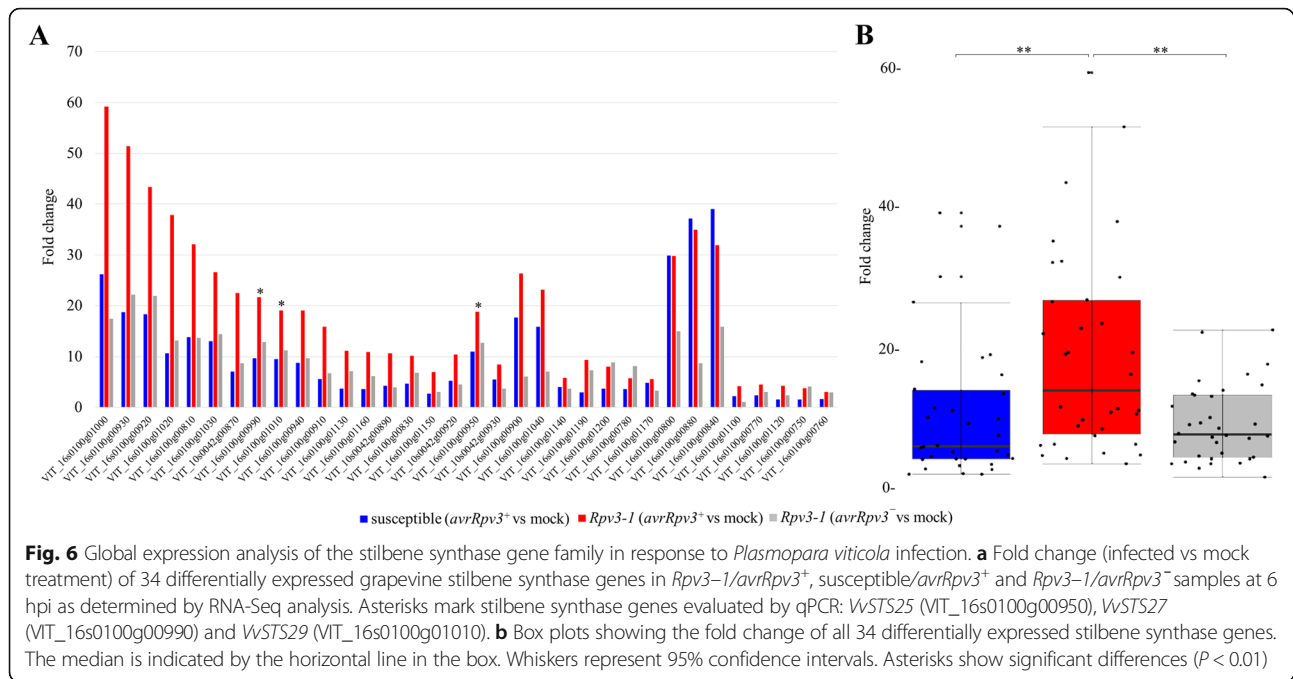 A
B
70
60
50
40
30
20
10
0
Fold change
* * *
VIT_16s0100g01000
VIT_16s0100g00930
VIT_16s0100g00920
VIT_16s0100g01020
VIT_16s0100g00810
VIT_16s0100g01030
VIT_10s0042g00870
VIT_16s0100g00990
VIT_16s0100g01010
VIT_16s0100g00940
VIT_16s0100g00910
VIT_16s0100g01130
VIT_16s0100g01160
VIT_10s0042g00890
VIT_16s0100g00830
VIT_16s0100g01150
VIT_10s0042g00920
VIT_16s0100g00950
VIT_10s0042g00930
VIT_16s0100g00900
VIT_16s0100g01040
VIT_16s0100g01140
VIT_16s0100g01190
VIT_16s0100g01200
VIT_16s0100g00780
VIT_16s0100g01170
VIT_16s0100g00800
VIT_16s0100g00880
VIT_16s0100g00840
VIT_16s0100g01100
VIT_16s0100g00770
VIT_16s0100g01120
VIT_16s0100g00750
VIT_16s0100g00760
** **
60-
40-
20-
0-
Fold change
susceptible (avrRpv3⁺ vs mock) Rpv3-1 (avrRpv3⁺ vs mock) Rpv3-1 (avrRpv3⁻ vs mock)
Fig. 6 Global expression analysis of the stilbene synthase gene family in response to Plasmopara viticola infection. a Fold change (infected vs mock
treatment) of 34 differentially expressed grapevine stilbene synthase genes in Rpv3–1/avrRpv3⁺, susceptible/avrRpv3⁺ and Rpv3–1/avrRpv3⁻ samples at 6
hpi as determined by RNA-Seq analysis. Asterisks mark stilbene synthase genes evaluated by qPCR: VvSTS25 (VIT_16s0100g00950), VvSTS27
(VIT_16s0100g00990) and VvSTS29 (VIT_16s0100g01010). b Box plots showing the fold change of all 34 differentially expressed stilbene synthase genes.
The median is indicated by the horizontal line in the box. Whiskers represent 95% confidence intervals. Asterisks show significant differences (P < 0.01)